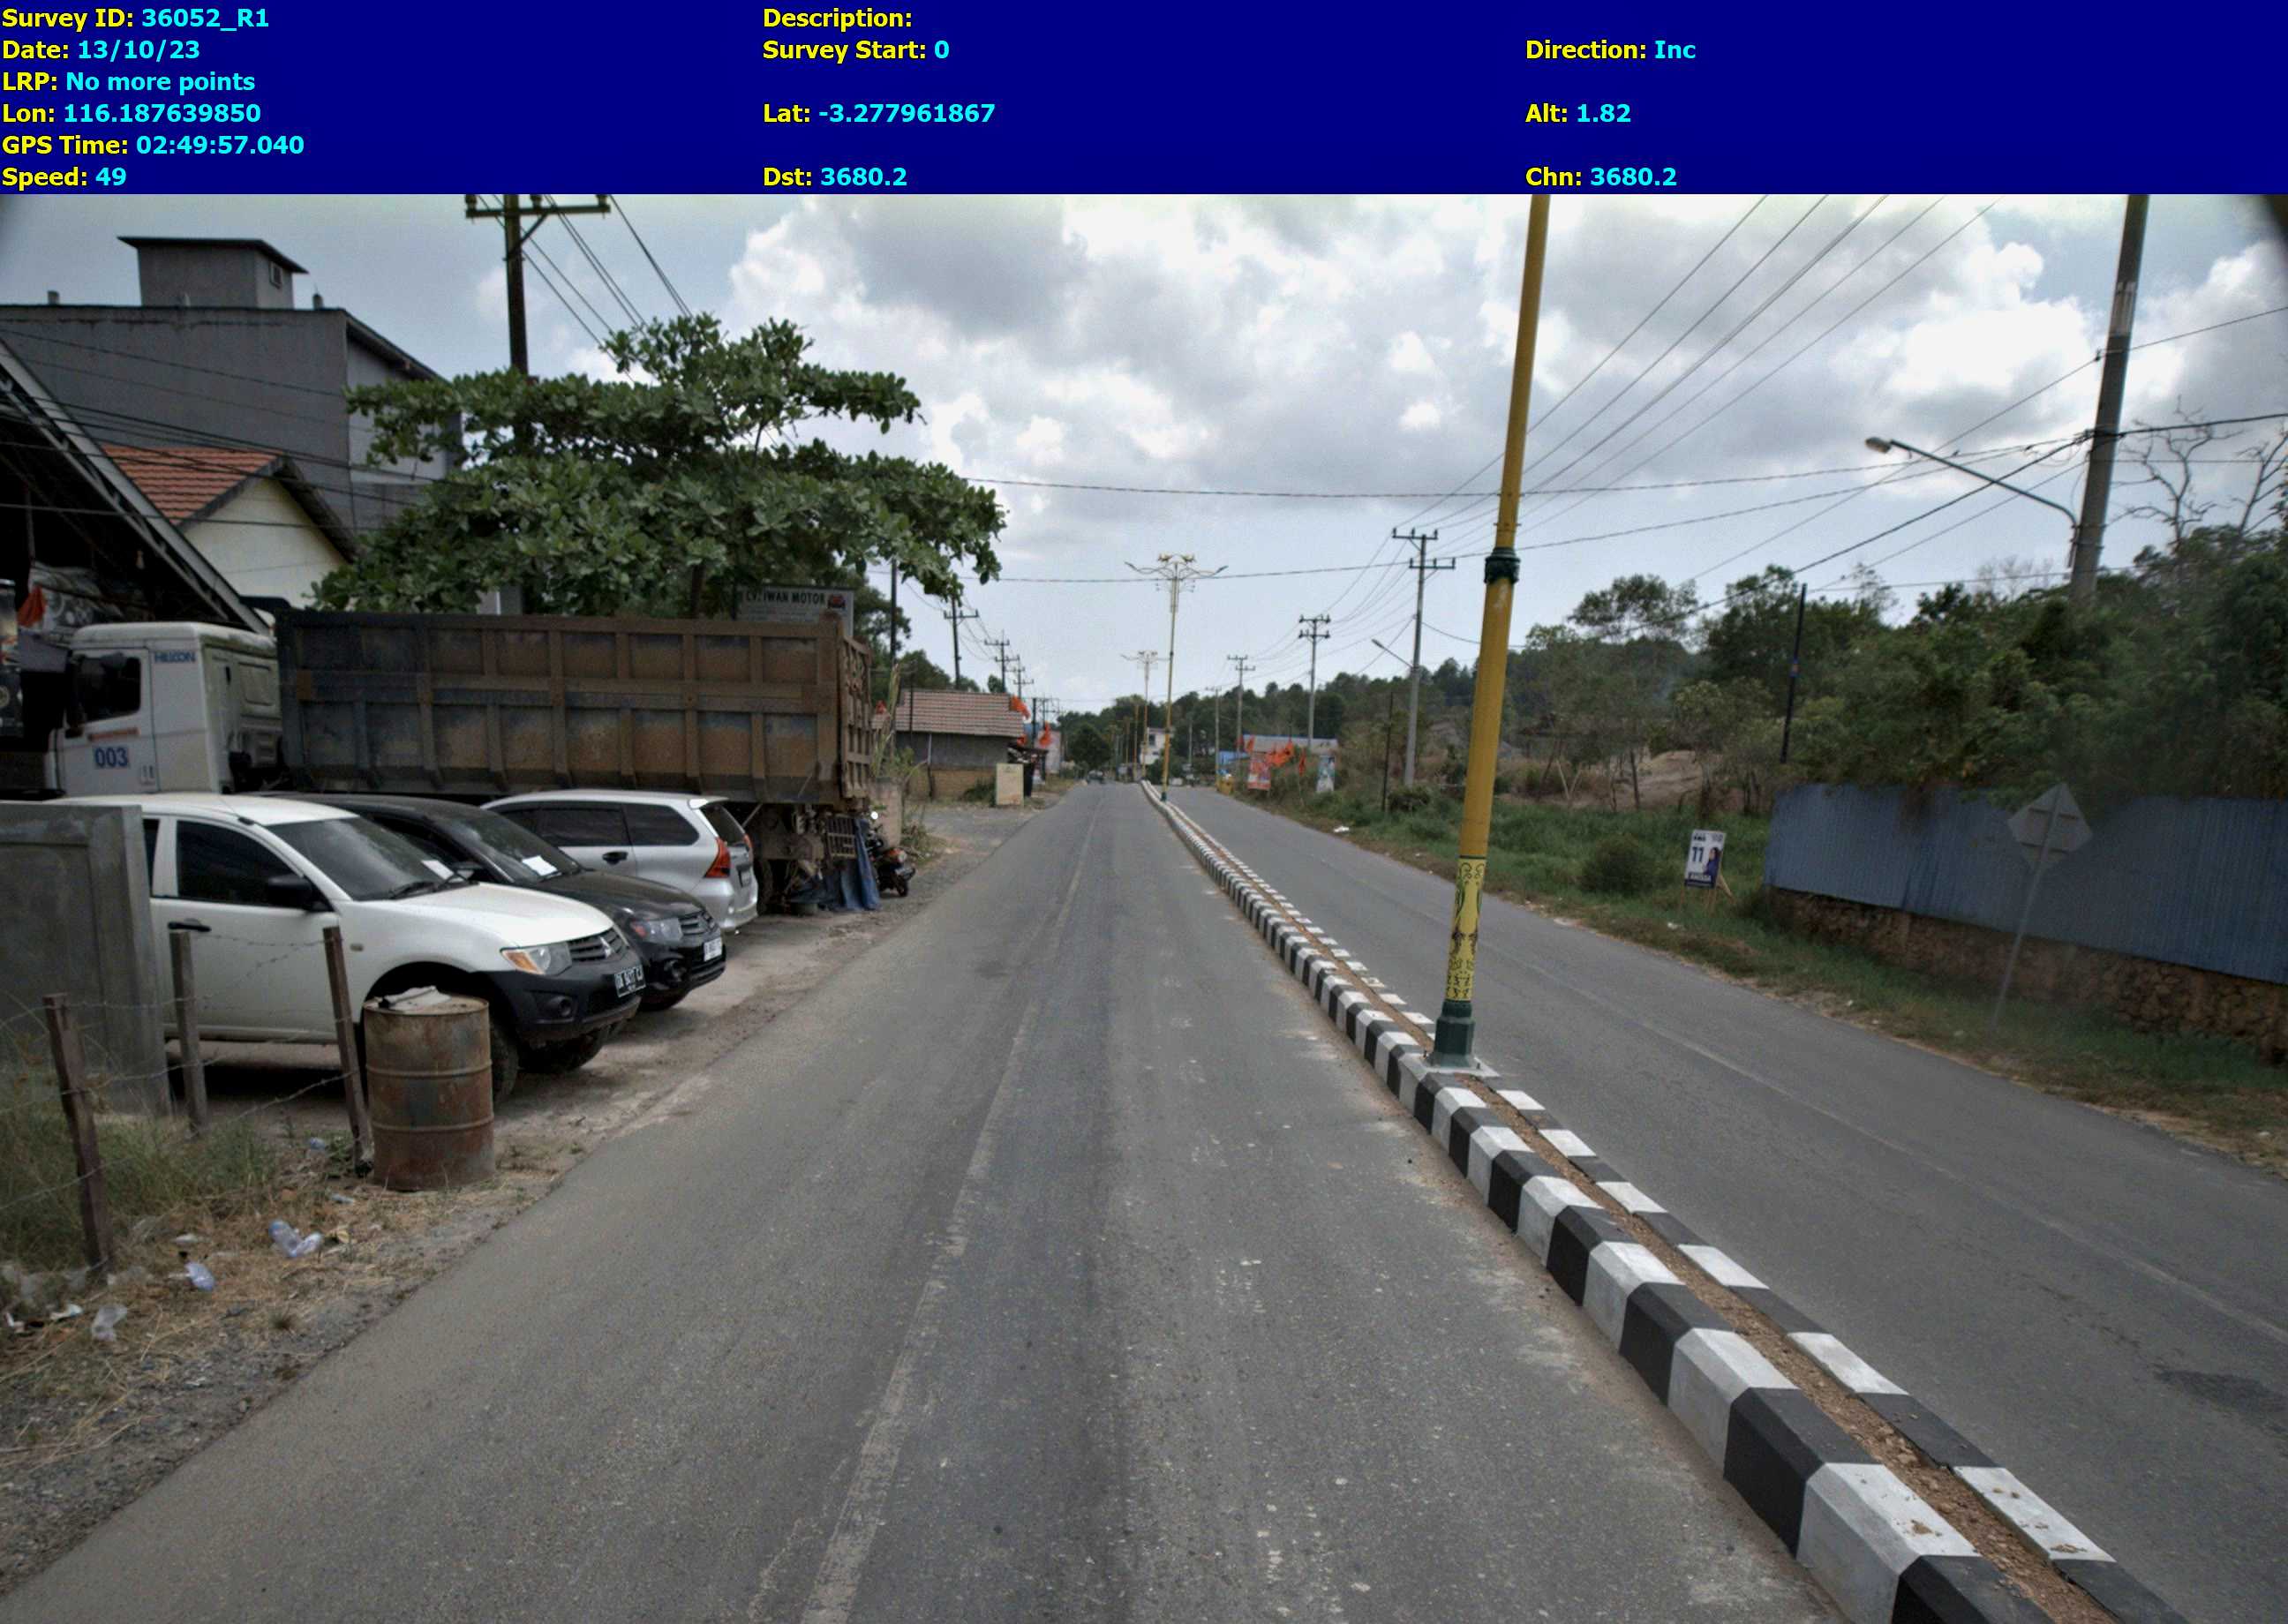 Survey ID: 36052_R1
Description:
Date: 13/10/23
Survey Start: 0
Direction: Inc
LRP: No more points
Lon: 116.187639850
Lat: -3.277961867
Alt: 1.82
GPS Time: 02:49:57.040
Speed: 49
Dst: 3680.2
Chn: 3680.2
CV. IWAN MOTOR
003
11